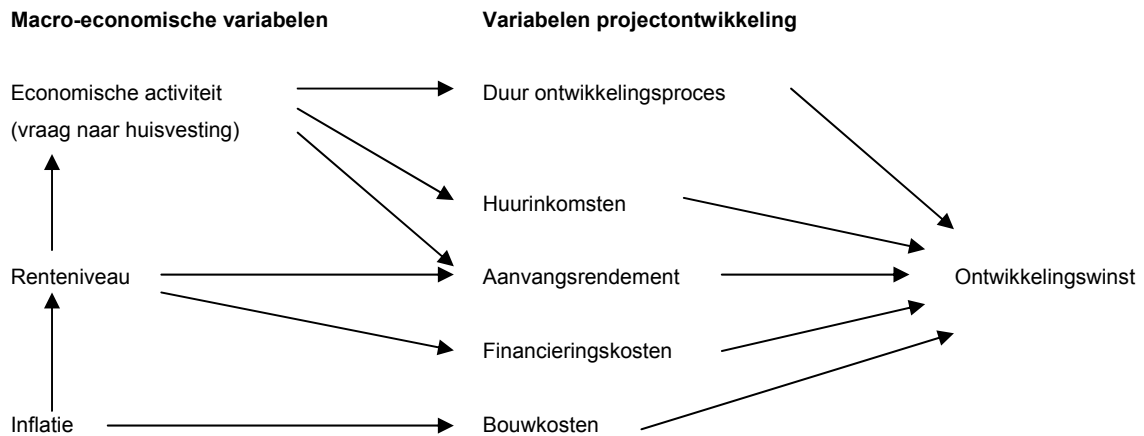 Macro-economische variabelen
Variabelen projectontwikkeling
Economische activiteit
(vraag naar huisvesting)
Duur ontwikkelingsproces
Huurinkomsten
Renteniveau
Aanvangsrendement
Ontwikkelingswinst
Financieringskosten
Inflatie
Bouwkosten